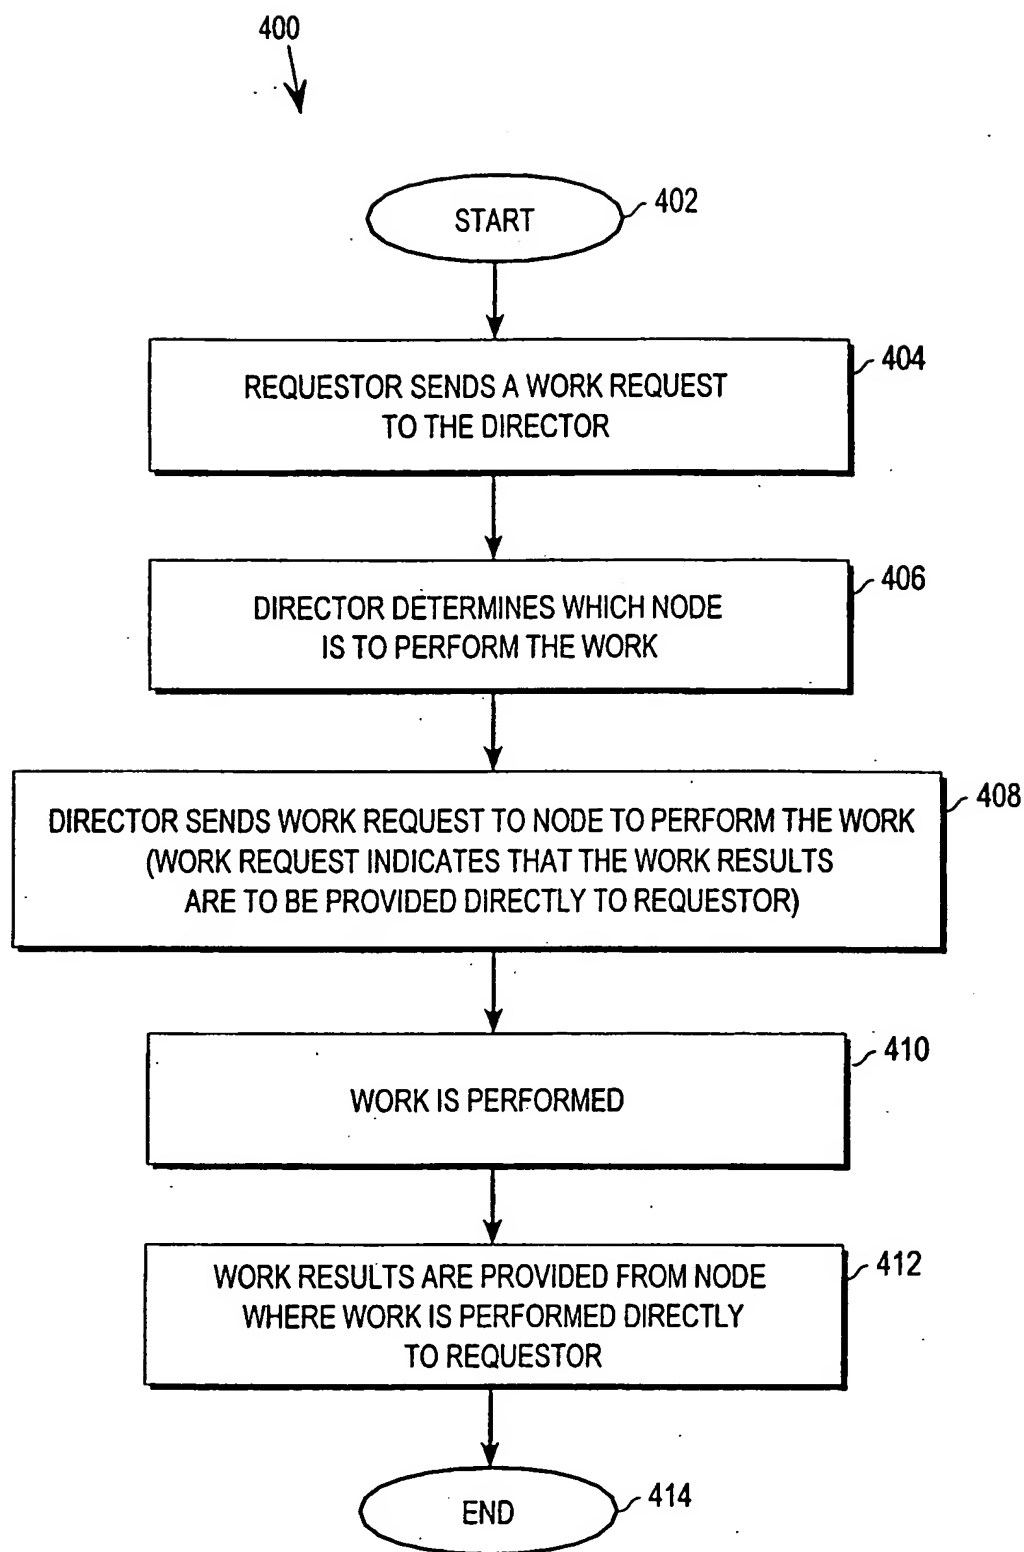 400
START
402
REQUESTOR SENDS A WORK REQUEST
TO THE DIRECTOR
404
DIRECTOR DETERMINES WHICH NODE
IS TO PERFORM THE WORK
406
DIRECTOR SENDS WORK REQUEST TO NODE TO PERFORM THE WORK
(WORK REQUEST INDICATES THAT THE WORK RESULTS
ARE TO BE PROVIDED DIRECTLY TO REQUESTOR)
408
WORK IS PERFORMED
410
WORK RESULTS ARE PROVIDED FROM NODE
WHERE WORK IS PERFORMED DIRECTLY
TO REQUESTOR
412
END
414